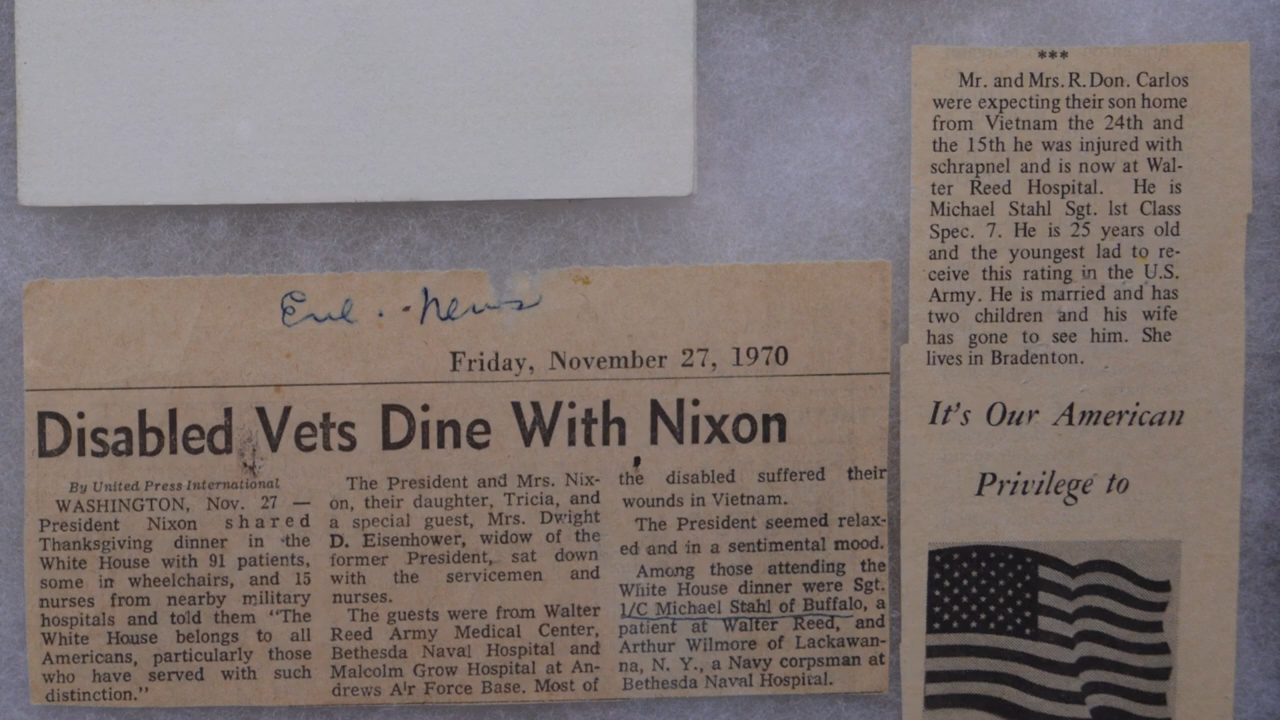 Eve. News
Friday, November 27, 1970
Disabled Vets Dine With Nixon
By United Press International
WASHINGTON, Nov. 27 —
President Nixon shared
Thanksgiving dinner in the
White House with 91 patients,
some in wheelchairs, and 15
nurses from nearby military
hospitals and told them "The
White House belongs to all
Americans, particularly those
who have served with such
distinction."
The President and Mrs. Nix-
on, their daughter, Tricia, and
a special guest, Mrs. Dwight
D. Eisenhower, widow of the
former President, sat down
with the servicemen and
nurses.
The guests were from Walter
Reed Army Medical Center,
Bethesda Naval Hospital and
Malcolm Grow Hospital at An-
drews Air Force Base. Most of
the disabled suffered their
wounds in Vietnam.
The President seemed relax-
ed and in a sentimental mood.
Among those attending the
White House dinner were Sgt.
1/C Michael Stahl of Buffalo, a
patient at Walter Reed, and
Arthur Wilmore of Lackawan-
na, N. Y., a Navy corpsman at
Bethesda Naval Hospital.
***
Mr. and Mrs. R. Don. Carlos
were expecting their son home
from Vietnam the 24th and
the 15th he was injured with
schrapnel and is now at Wal-
ter Reed Hospital. He is
Michael Stahl Sgt. lst Class
Spec. 7. He is 25 years old
and the youngest lad to re-
ceive this rating in the U.S.
Army. He is married and has
two children and his wife
has gone to see him. She
lives in Bradenton.
It's Our American
Privilege to